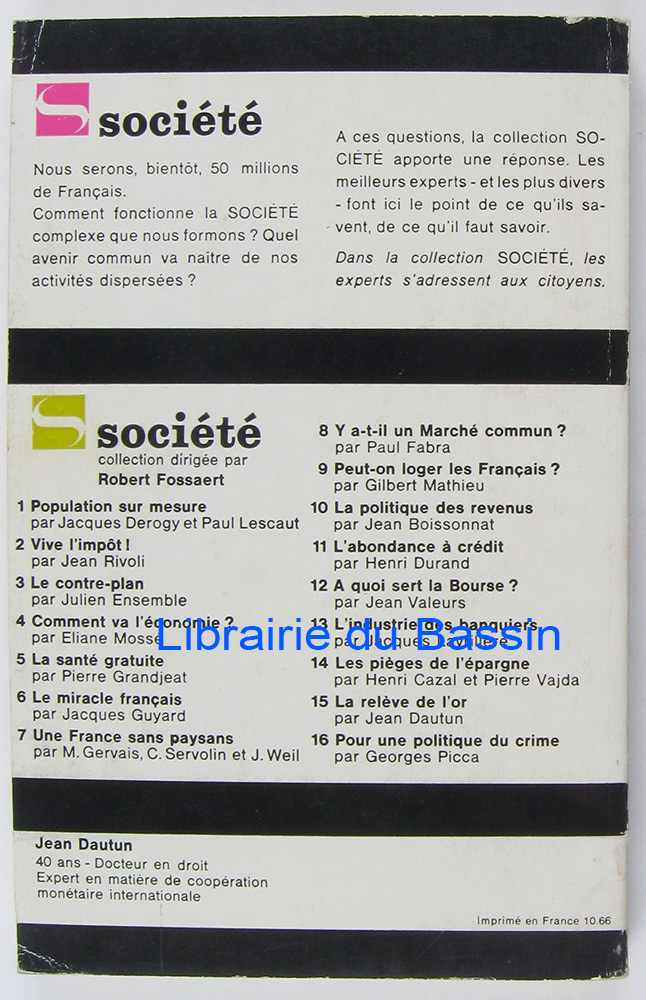 société
Nous serons, bientôt, 50 millions
de Français.
Comment fonctionne la SOCIÉTÉ
complexe que nous formons ? Quel
avenir commun va naître de nos
activités dispersées ?
A ces questions, la collection SO-
CIÉTÉ apporte une réponse. Les
meilleurs experts - et les plus divers
- font ici le point de ce qu'ils sa-
vent, de ce qu'il faut savoir.
Dans la collection SOCIÉTÉ, les
experts s'adressent aux citoyens.
société
collection dirigée par
Robert Fossaert
1 Population sur mesure
par Jacques Derogy et Paul Lescaut
2 Vive l'impôt !
par Jean Rivoli
3 Le contre-plan
par Julien Ensemble
4 Comment va l'économie ?
par Eliane Mossé
5 La santé gratuite
par Pierre Grandjeat
6 Le miracle français
par Jacques Guyard
7 Une France sans paysans
par M. Gervais, C. Servolin et J. Weil
8 Y a-t-il un Marché commun ?
par Paul Fabra
9 Peut-on loger les Français ?
par Gilbert Mathieu
10 La politique des revenus
par Jean Boissonnat
11 L'abondance à crédit
par Henri Durand
12 A quoi sert la Bourse ?
par Jean Valeurs
13 L'industrie des banquiers
par Jacques
14 Les pièges de l'épargne
par Henri Cazal et Pierre Vajda
15 La relève de l'or
par Jean Dautun
16 Pour une politique du crime
par Georges Picca
Librairie du Bassin
Jean Dautun
40 ans - Docteur en droit
Expert en matière de coopération
monétaire internationale
Imprimé en France 10.66